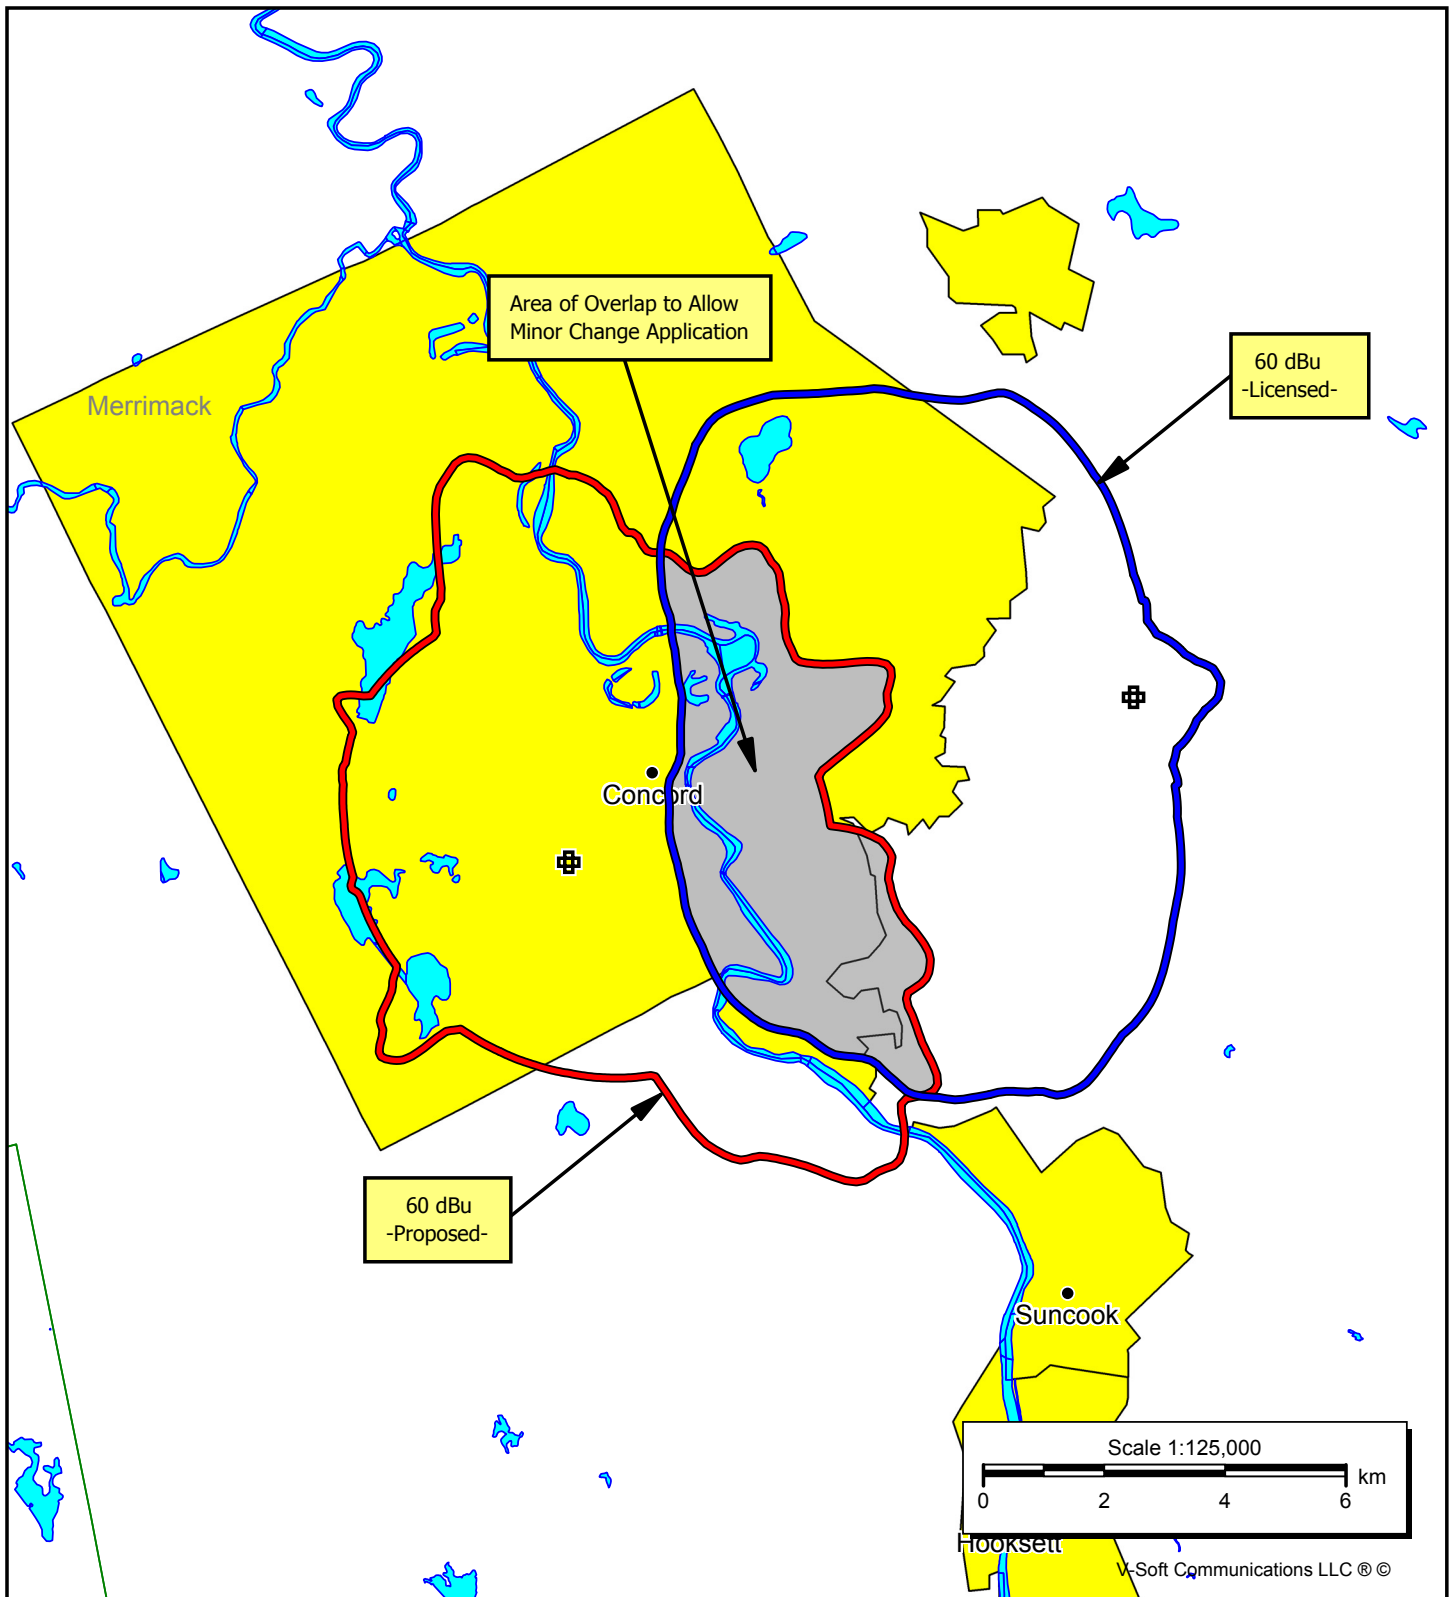 Area of Overlap to Allow
Minor Change Application
60 dBu
-Licensed-
Merrimack
Concord
60 dBu
-Proposed-
Suncook
Scale 1:125,000
km
0 2 4 6
Hooksett
V-Soft Communications LLC ® ©